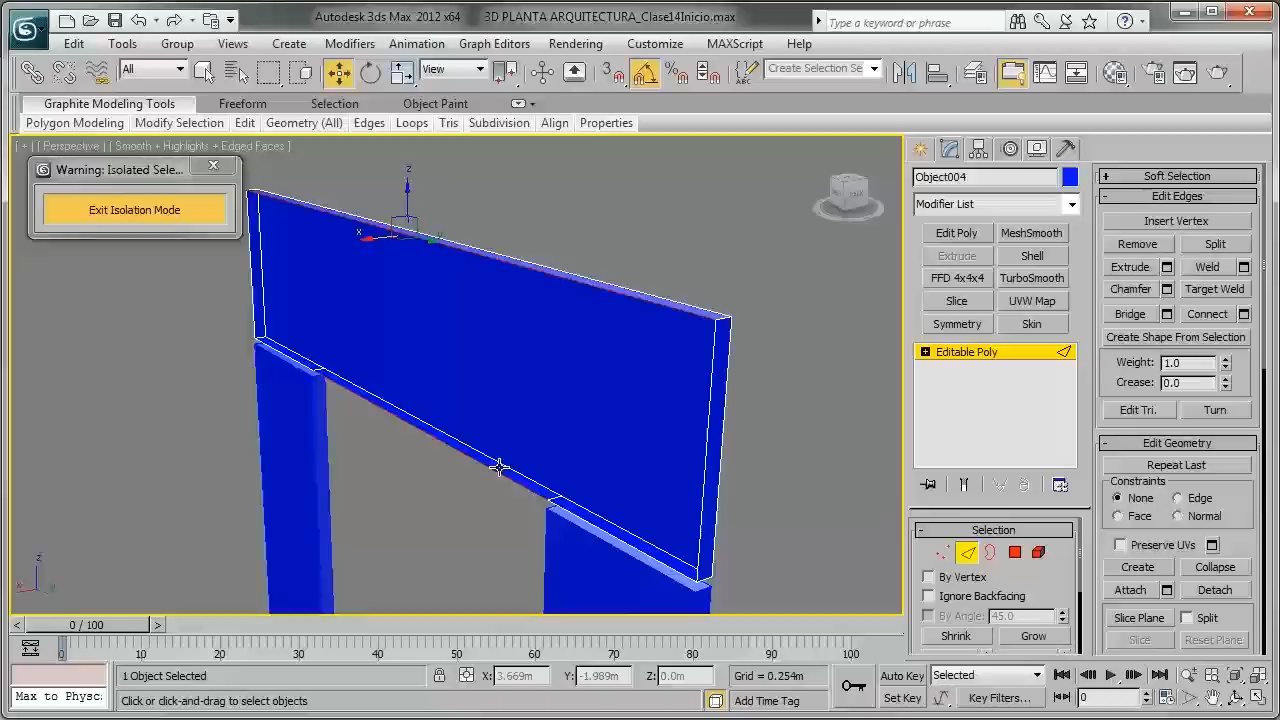 Autodesk 3ds Max  2012 x64    3D PLANTA ARQUITECTURA_Clase14Inicio.max
Type a keyword or phrase
Edit Tools Group Views Create Modifiers Animation Graph Editors Rendering Customize MAXScript Help
All View Create Selection Se
Graphite Modeling Tools Freeform Selection Object Paint
Polygon Modeling Modify Selection Edit Geometry (All) Edges Loops Tris Subdivision Align Properties
[ + ] [ Perspective ] [ Smooth + Highlights + Edged Faces ]
Warning: Isolated Sele...
Exit Isolation Mode
z
x
y
z
x
Object004
Modifier List
Edit Poly MeshSmooth
Extrude Shell
FFD 4x4x4 TurboSmooth
Slice UVW Map
Symmetry Skin
Editable Poly
Selection
By Vertex
Ignore Backfacing
By Angle: 45.0
Shrink Grow
Soft Selection
Edit Edges
Insert Vertex
Remove Split
Extrude Weld
Chamfer Target Weld
Bridge Connect
Create Shape From Selection
Weight: 1.0
Crease: 0.0
Edit Tri. Turn
Edit Geometry
Repeat Last
Constraints
None Edge
Face Normal
Preserve UVs
Create Collapse
Attach Detach
Slice Plane Split
Slice Reset Plane
0 / 100
0 10 20 30 40 50 60 70 80 90 100
1 Object Selected X: 3.669m Y: -1.989m Z: 0.0m Grid = 0.254m Auto Key Selected
Max to Physc Click or click-and-drag to select objects Add Time Tag Set Key Key Filters... 0